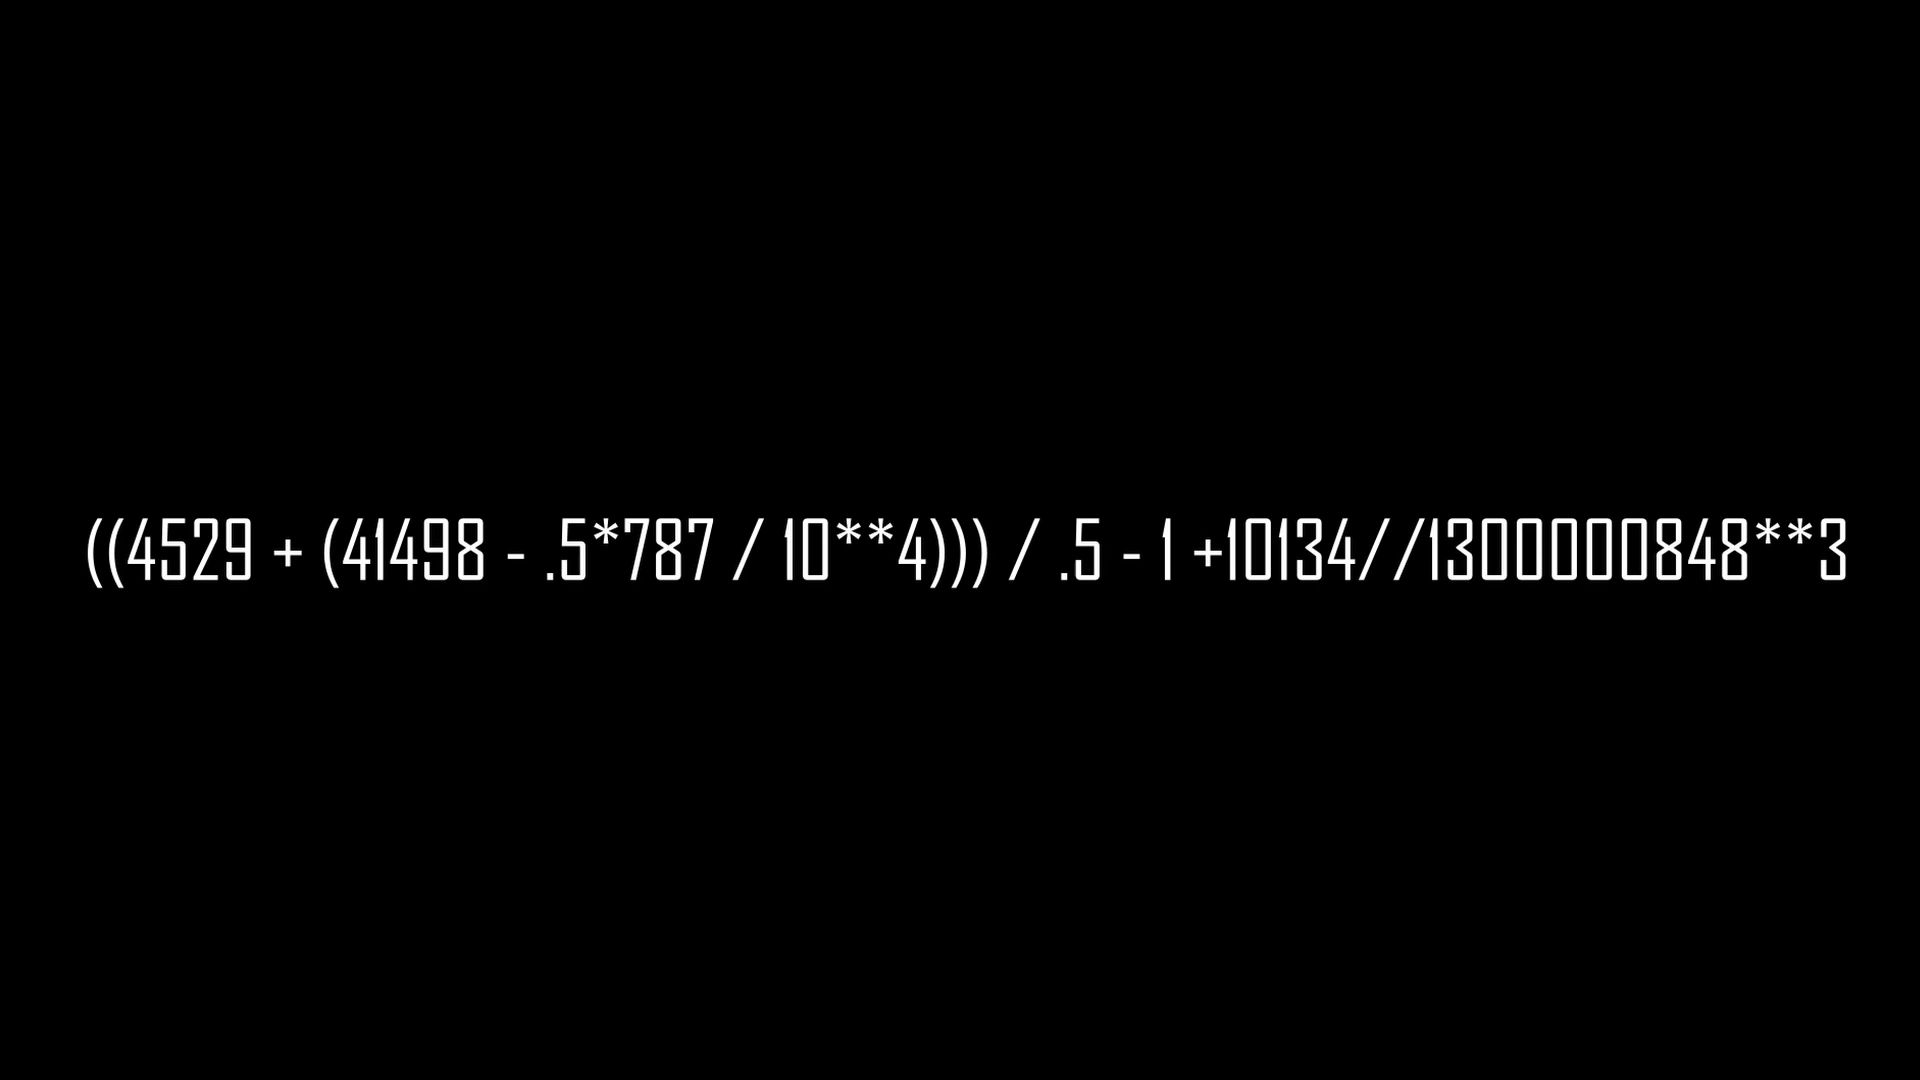 ((4529 + (41498 - .5*787 / 10**4))) / .5 - 1 +10134//1300000848**3